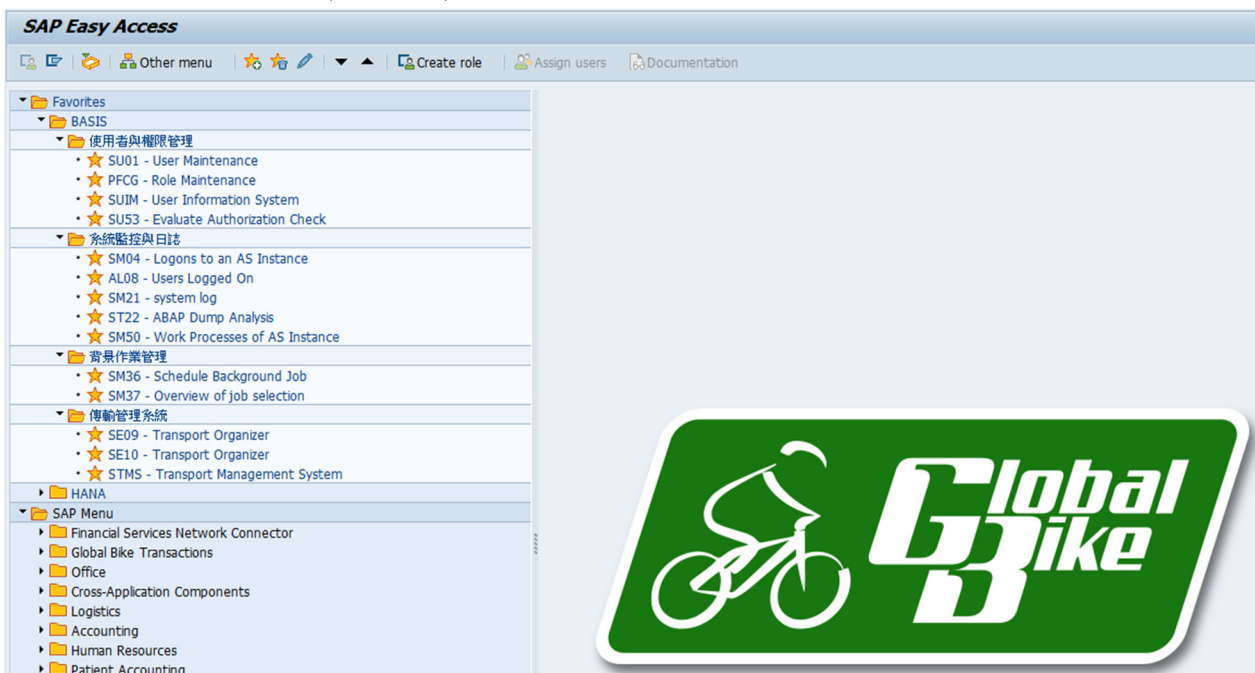 SAP Easy Access
Other menu Create role Assign users Documentation
Favorites
BASIS
使用者與權限管理
SU01 - User Maintenance
PFCG - Role Maintenance
SUIM - User Information System
SU53 - Evaluate Authorization Check
系統監控與日誌
SM04 - Logons to an AS Instance
AL08 - Users Logged On
SM21 - system log
ST22 - ABAP Dump Analysis
SM50 - Work Processes of AS Instance
背景作業管理
SM36 - Schedule Background Job
SM37 - Overview of job selection
傳輸管理系統
SE09 - Transport Organizer
SE10 - Transport Organizer
STMS - Transport Management System
HANA
SAP Menu
Financial Services Network Connector
Global Bike Transactions
Office
Cross-Application Components
Logistics
Accounting
Human Resources
Patient Accounting
Global
Bike